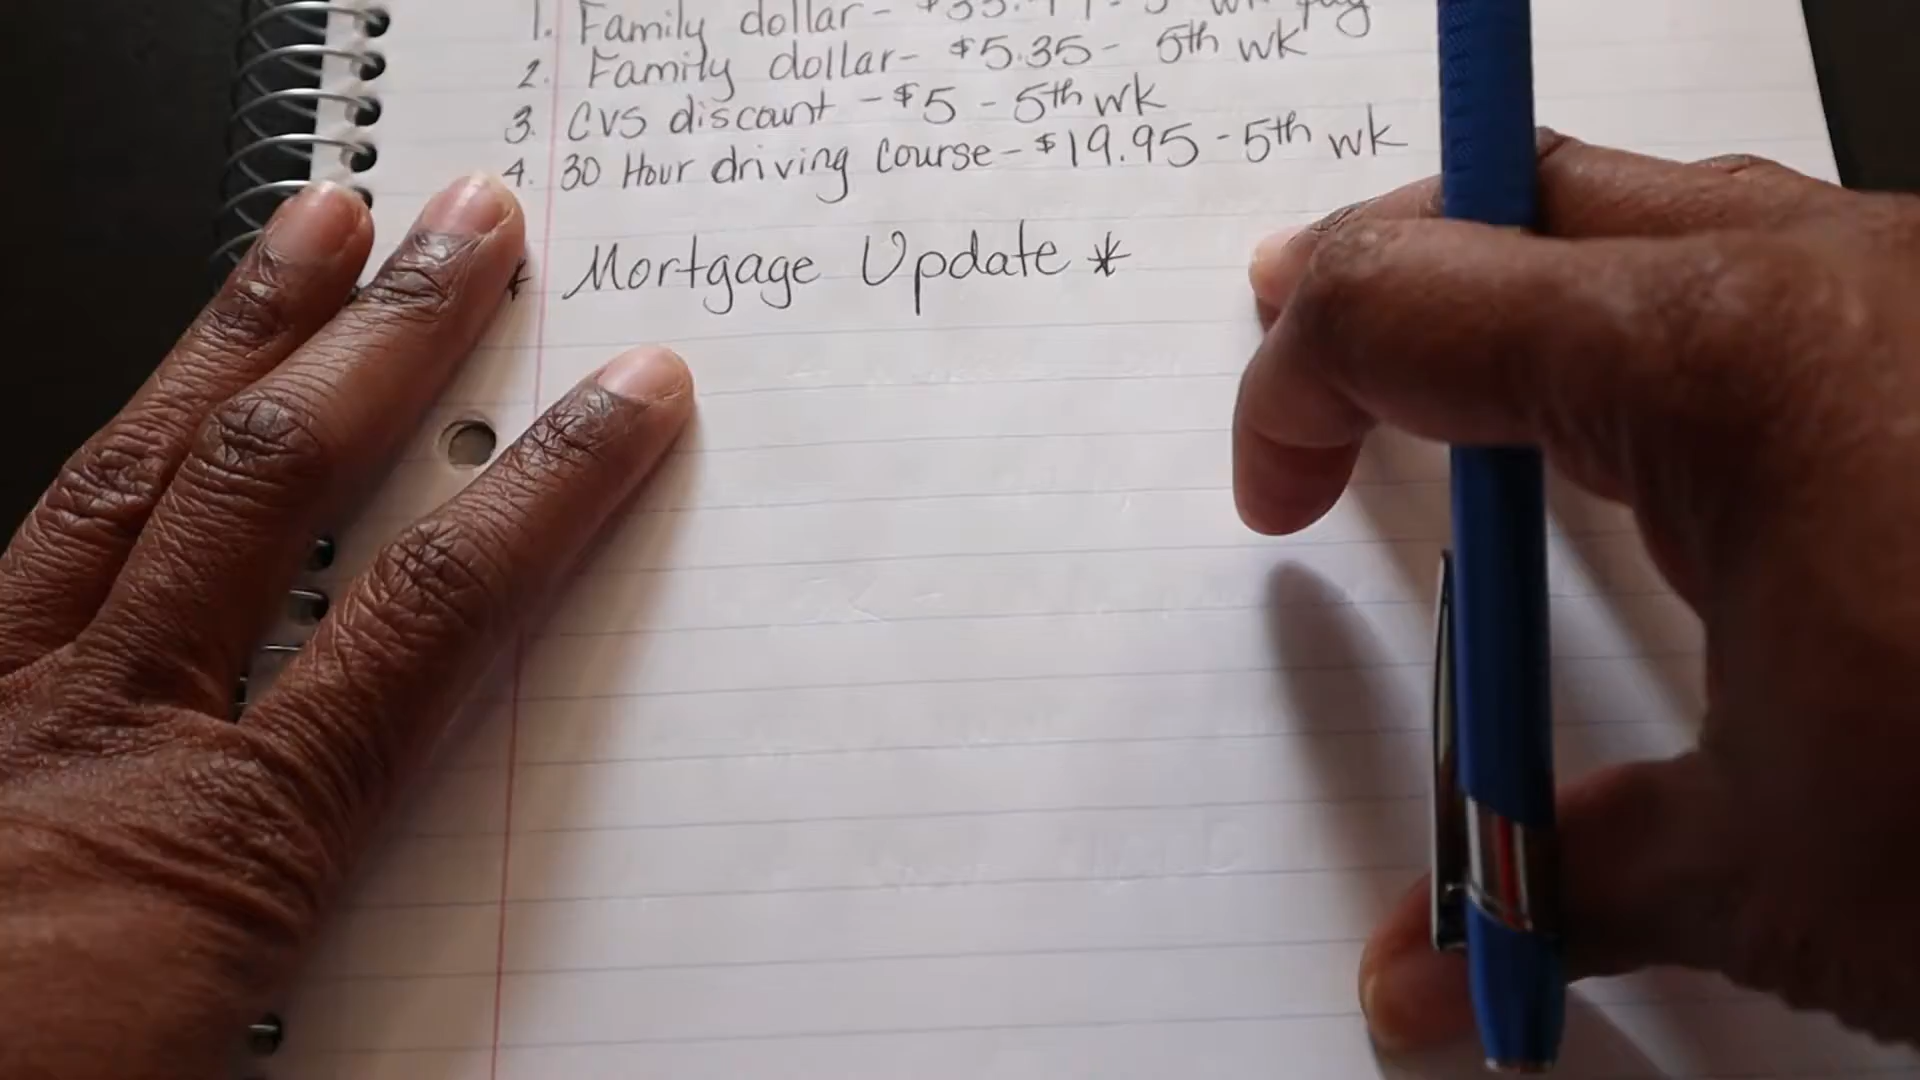 1. Family dollar-
2. Family dollar- $5.35- 5th wk
3. CVS discount -$5 - 5th wk
4. 30 Hour driving Course-$19.95-5th wk
* Mortgage Update *